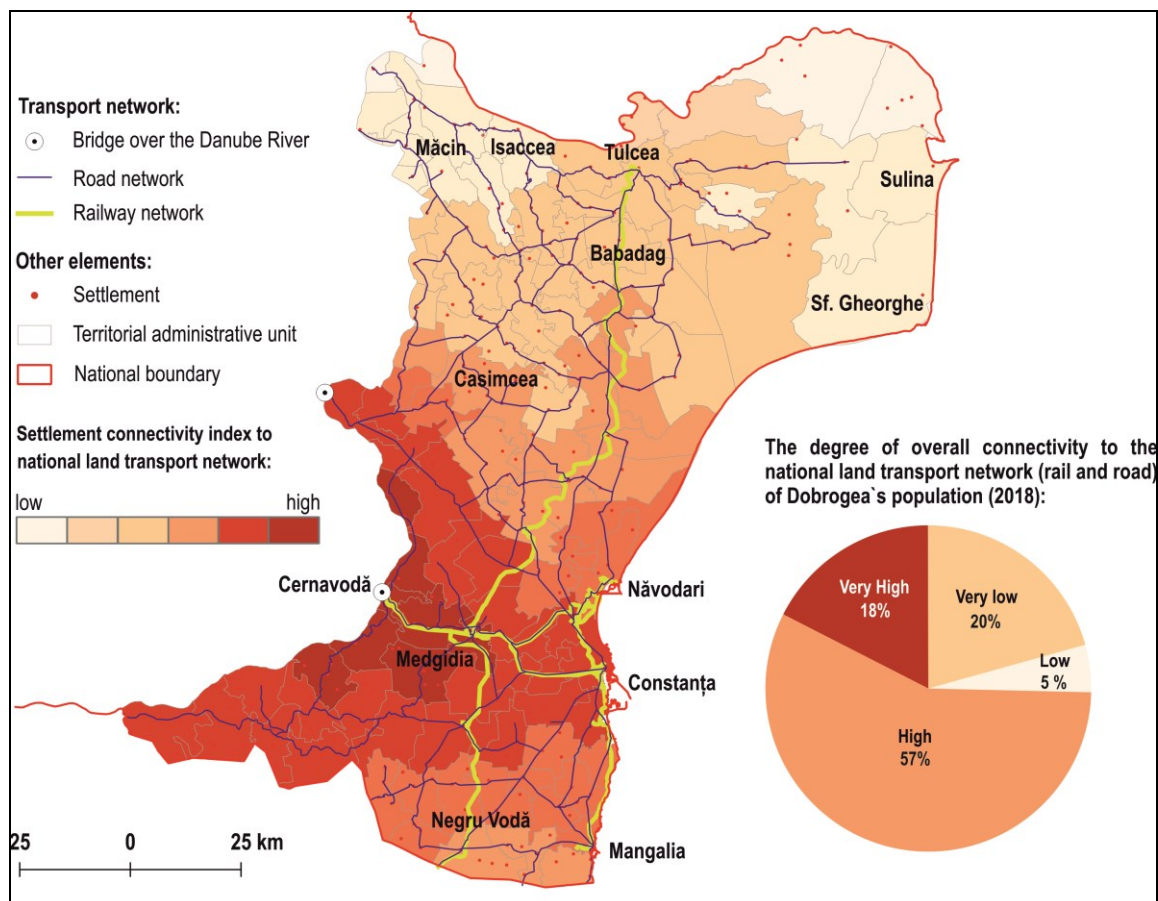 Transport network:
Bridge over the Danube River
Road network
Railway network
Other elements:
Settlement
Territorial administrative unit
National boundary
Settlement connectivity index to
national land transport network:
low high
25 0 25 km
Măcin
Isaccea
Tulcea
Sulina
Babadag
Sf. Gheorghe
Casimcea
Cernavodă
Năvodari
Medgidia
Constanța
Negru Vodă
Mangalia
The degree of overall connectivity to the
national land transport network (rail and road)
of Dobrogea`s population (2018):
Very High
18%
Very low
20%
Low
5 %
High
57%